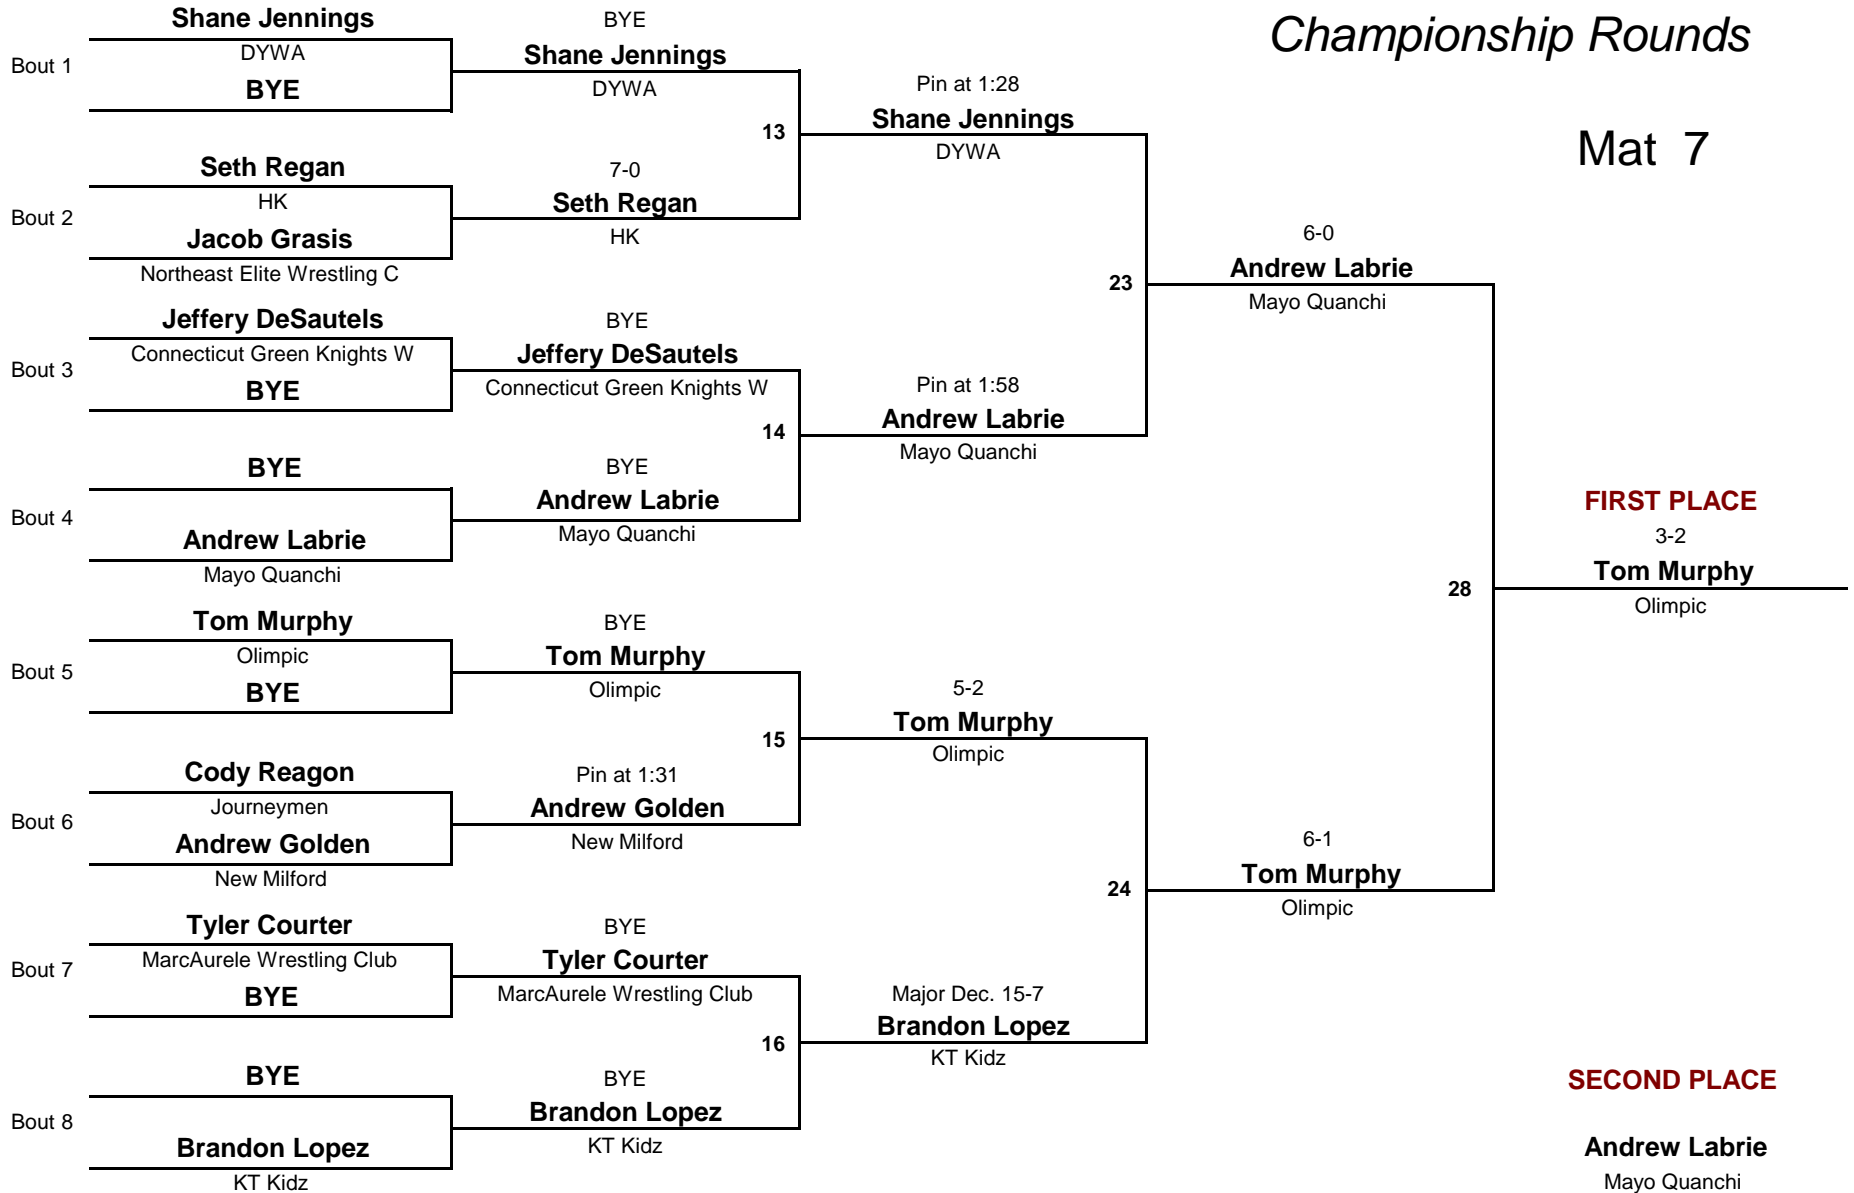 Championship Rounds
Mat 7
Shane Jennings
DYWA
Bout 1
BYE
Seth Regan
HK
Bout 2
Jacob Grasis
Northeast Elite Wrestling C
Jeffery DeSautels
Connecticut Green Knights W
Bout 3
BYE
BYE
Bout 4
Andrew Labrie
Mayo Quanchi
Tom Murphy
Olimpic
Bout 5
BYE
Cody Reagon
Journeymen
Bout 6
Andrew Golden
New Milford
Tyler Courter
MarcAurele Wrestling Club
Bout 7
BYE
BYE
Bout 8
Brandon Lopez
KT Kidz
BYE
Shane Jennings
DYWA
13
7-0
Seth Regan
HK
BYE
Jeffery DeSautels
Connecticut Green Knights W
14
BYE
Andrew Labrie
Mayo Quanchi
BYE
Tom Murphy
Olimpic
15
Pin at 1:31
Andrew Golden
New Milford
BYE
Tyler Courter
MarcAurele Wrestling Club
16
BYE
Brandon Lopez
KT Kidz
Pin at 1:28
Shane Jennings
DYWA
23
Pin at 1:58
Andrew Labrie
Mayo Quanchi
5-2
Tom Murphy
Olimpic
24
Major Dec. 15-7
Brandon Lopez
KT Kidz
6-0
Andrew Labrie
Mayo Quanchi
28
6-1
Tom Murphy
Olimpic
FIRST PLACE
3-2
Tom Murphy
Olimpic
SECOND PLACE
Andrew Labrie
Mayo Quanchi